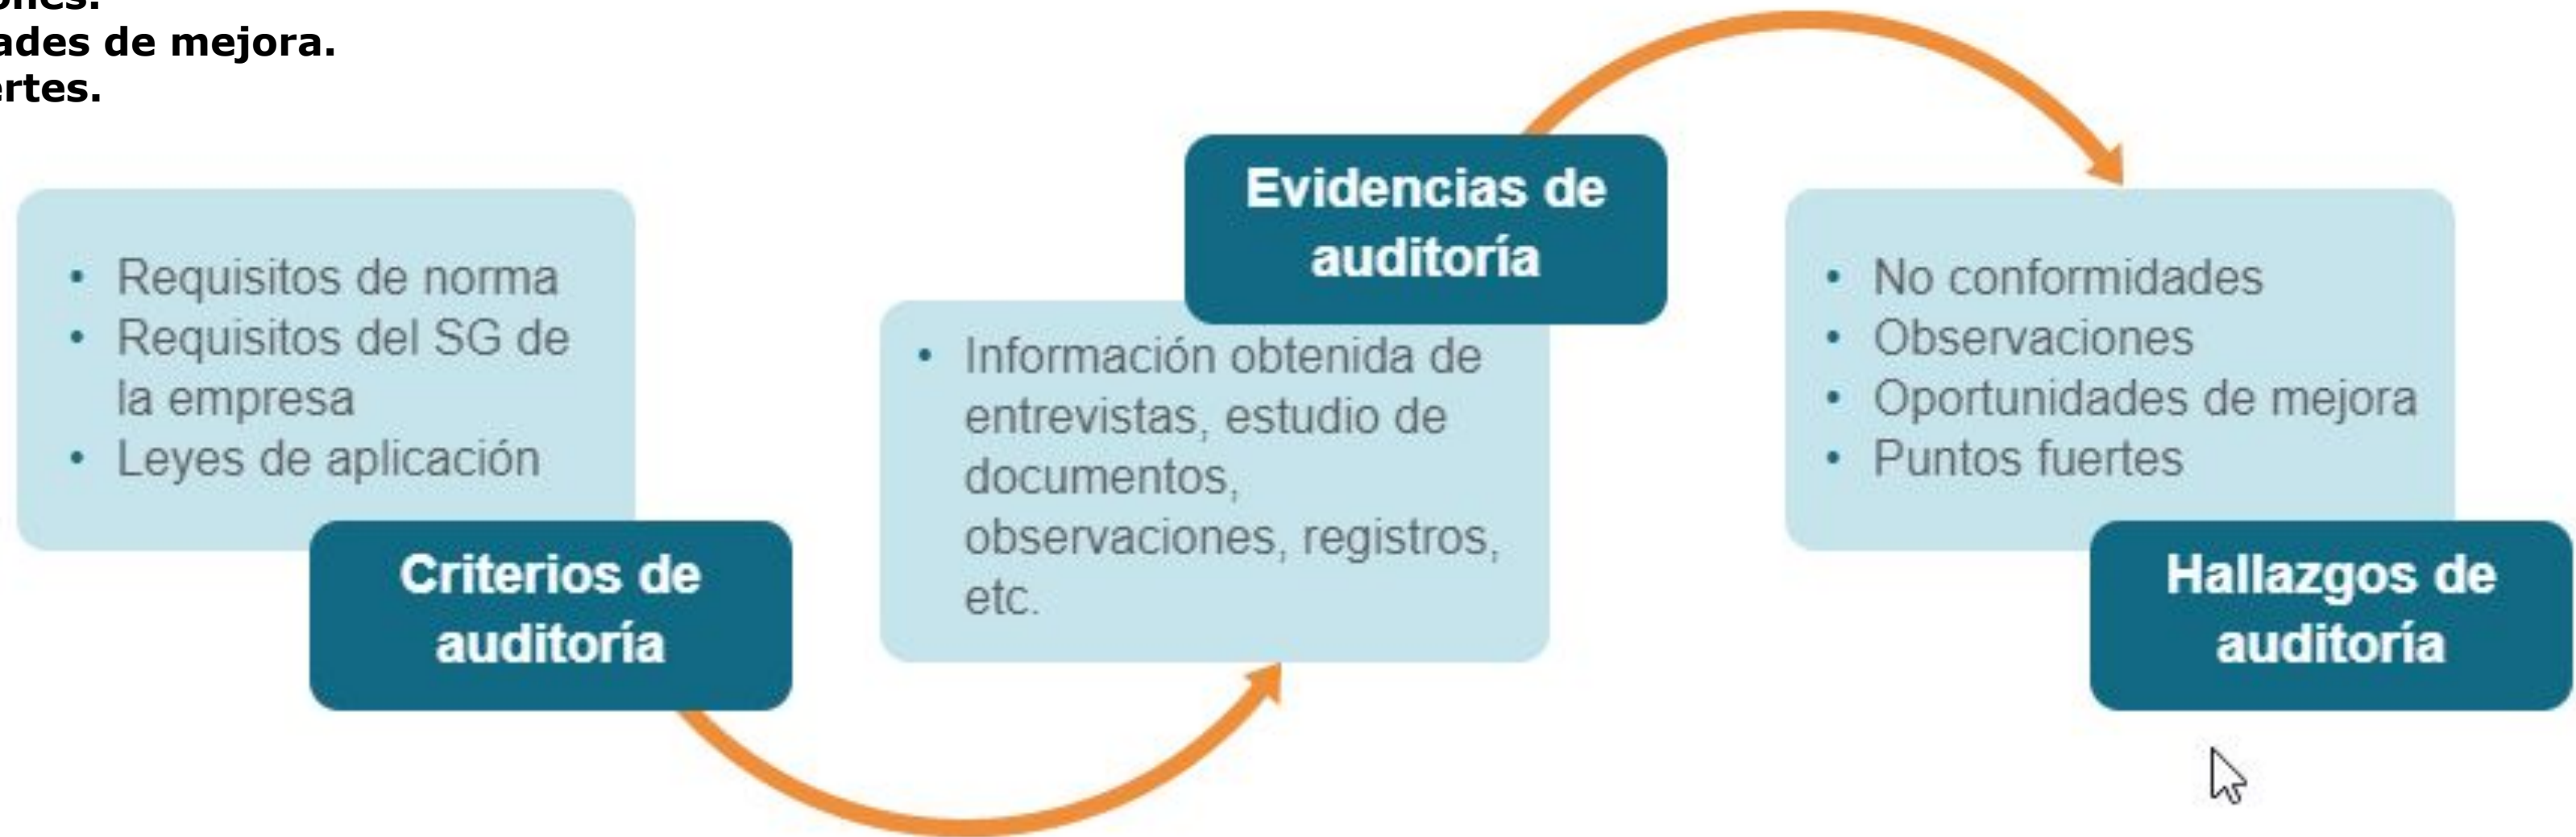 ones.
ades de mejora.
ertes.
• Requisitos de norma
• Requisitos del SG de
la empresa
• Leyes de aplicación
Criterios de
auditoría
Evidencias de
auditoría
• Información obtenida de
entrevistas, estudio de
documentos,
observaciones, registros,
etc.
• No conformidades
• Observaciones
• Oportunidades de mejora
• Puntos fuertes
Hallazgos de
auditoría